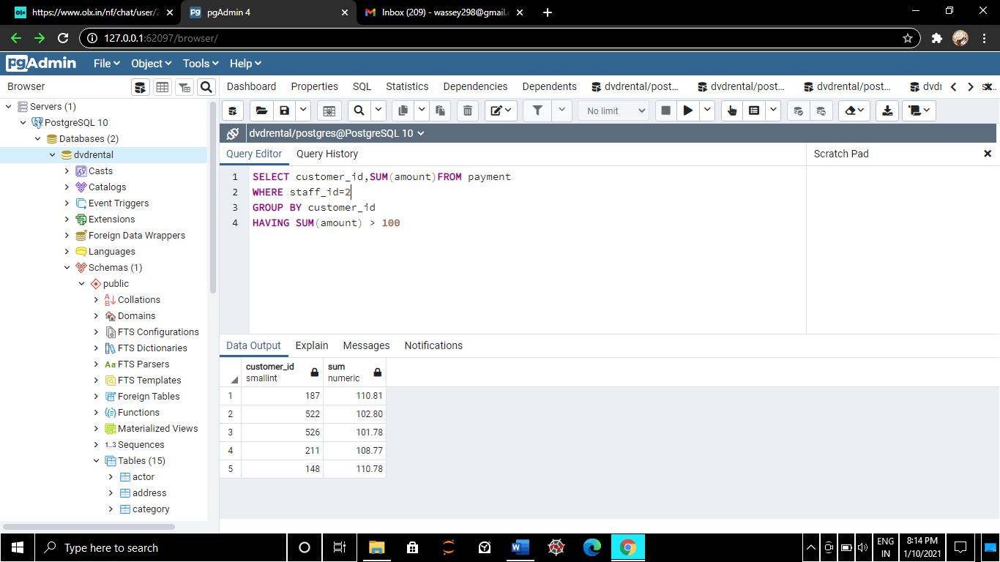 https://www.olx.in/nf/chat/user/2
pgAdmin 4
Inbox (209) - wassey298@gmail.c
127.0.0.1:62097/browser/
pgAdmin File Object Tools Help
Browser
Dashboard Properties SQL Statistics Dependencies Dependents dvdrental/post... dvdrental/post... dvdrental/post... dvdr
Servers (1)
PostgreSQL 10
Databases (2)
dvdrental
Casts
Catalogs
Event Triggers
Extensions
Foreign Data Wrappers
Languages
Schemas (1)
public
Collations
Domains
FTS Configurations
FTS Dictionaries
Aa FTS Parsers
FTS Templates
Foreign Tables
Functions
Materialized Views
1..3 Sequences
Tables (15)
actor
address
category
No limit
dvdrental/postgres@PostgreSQL 10
Query Editor Query History
Scratch Pad
1 SELECT customer_id,SUM(amount)FROM payment
2 WHERE staff_id=2
3 GROUP BY customer_id
4 HAVING SUM(amount) > 100
Data Output Explain Messages Notifications
customer_id sum
smallint numeric
1 187 110.81
2 522 102.80
3 526 101.78
4 211 108.77
5 148 110.78
Type here to search
ENG
IN
8:14 PM
1/10/2021